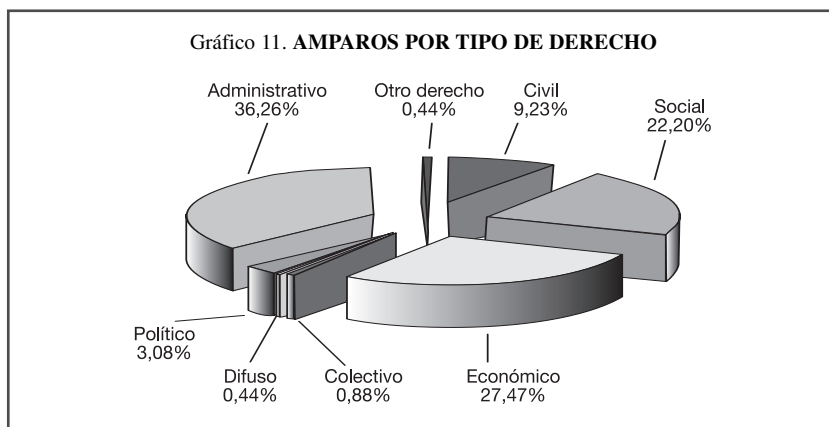 Gráfico 11. AMPAROS POR TIPO DE DERECHO
Administrativo
36,26%
Otro derecho
0,44%
Civil
9,23%
Social
22,20%
Político
3,08%
Difuso
0,44%
Colectivo
0,88%
Económico
27,47%